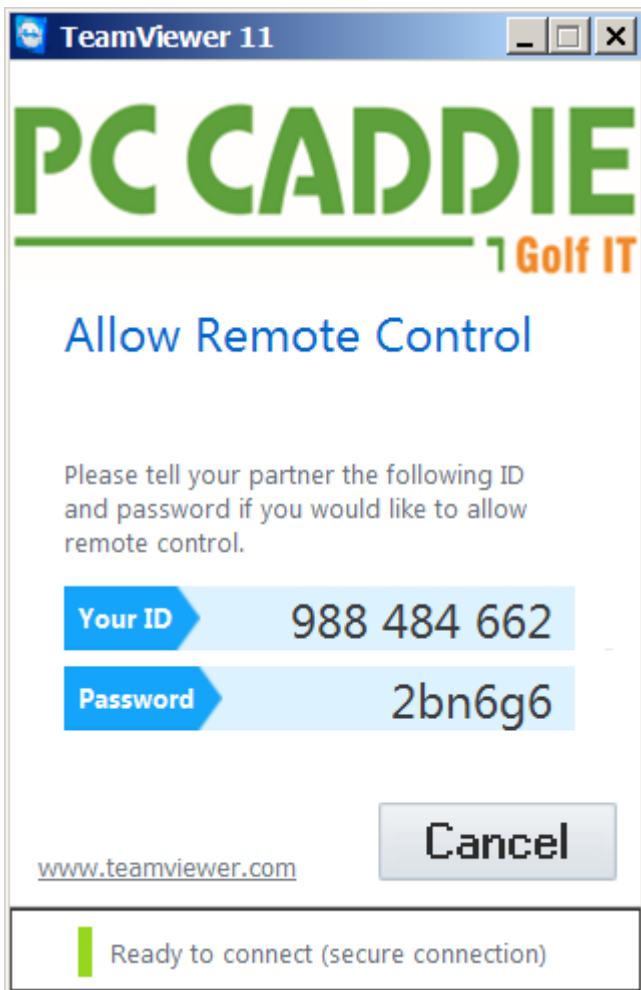 TeamViewer 11
PC CADDIE
Golf IT
Allow Remote Control
Please tell your partner the following ID
and password if you would like to allow
remote control.
Your ID 988 484 662
Password 2bn6g6
Cancel
www.teamviewer.com
Ready to connect (secure connection)